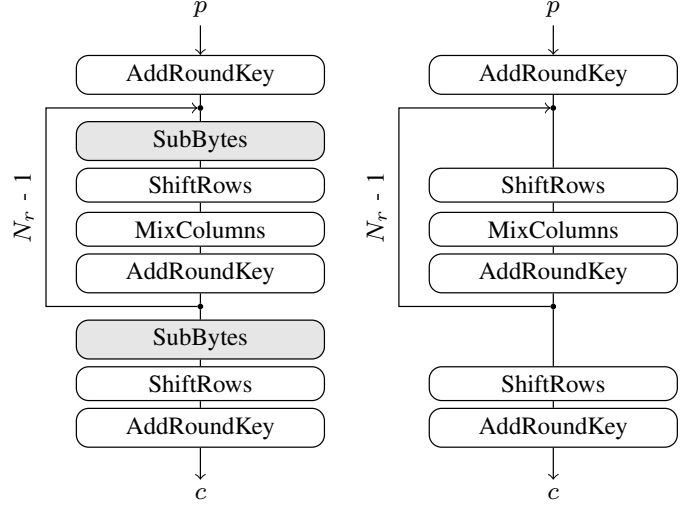 p
AddRoundKey
SubBytes
ShiftRows
MixColumns
AddRoundKey
N_r - 1
SubBytes
ShiftRows
AddRoundKey
c
p
AddRoundKey
ShiftRows
MixColumns
AddRoundKey
N_r - 1
ShiftRows
AddRoundKey
c